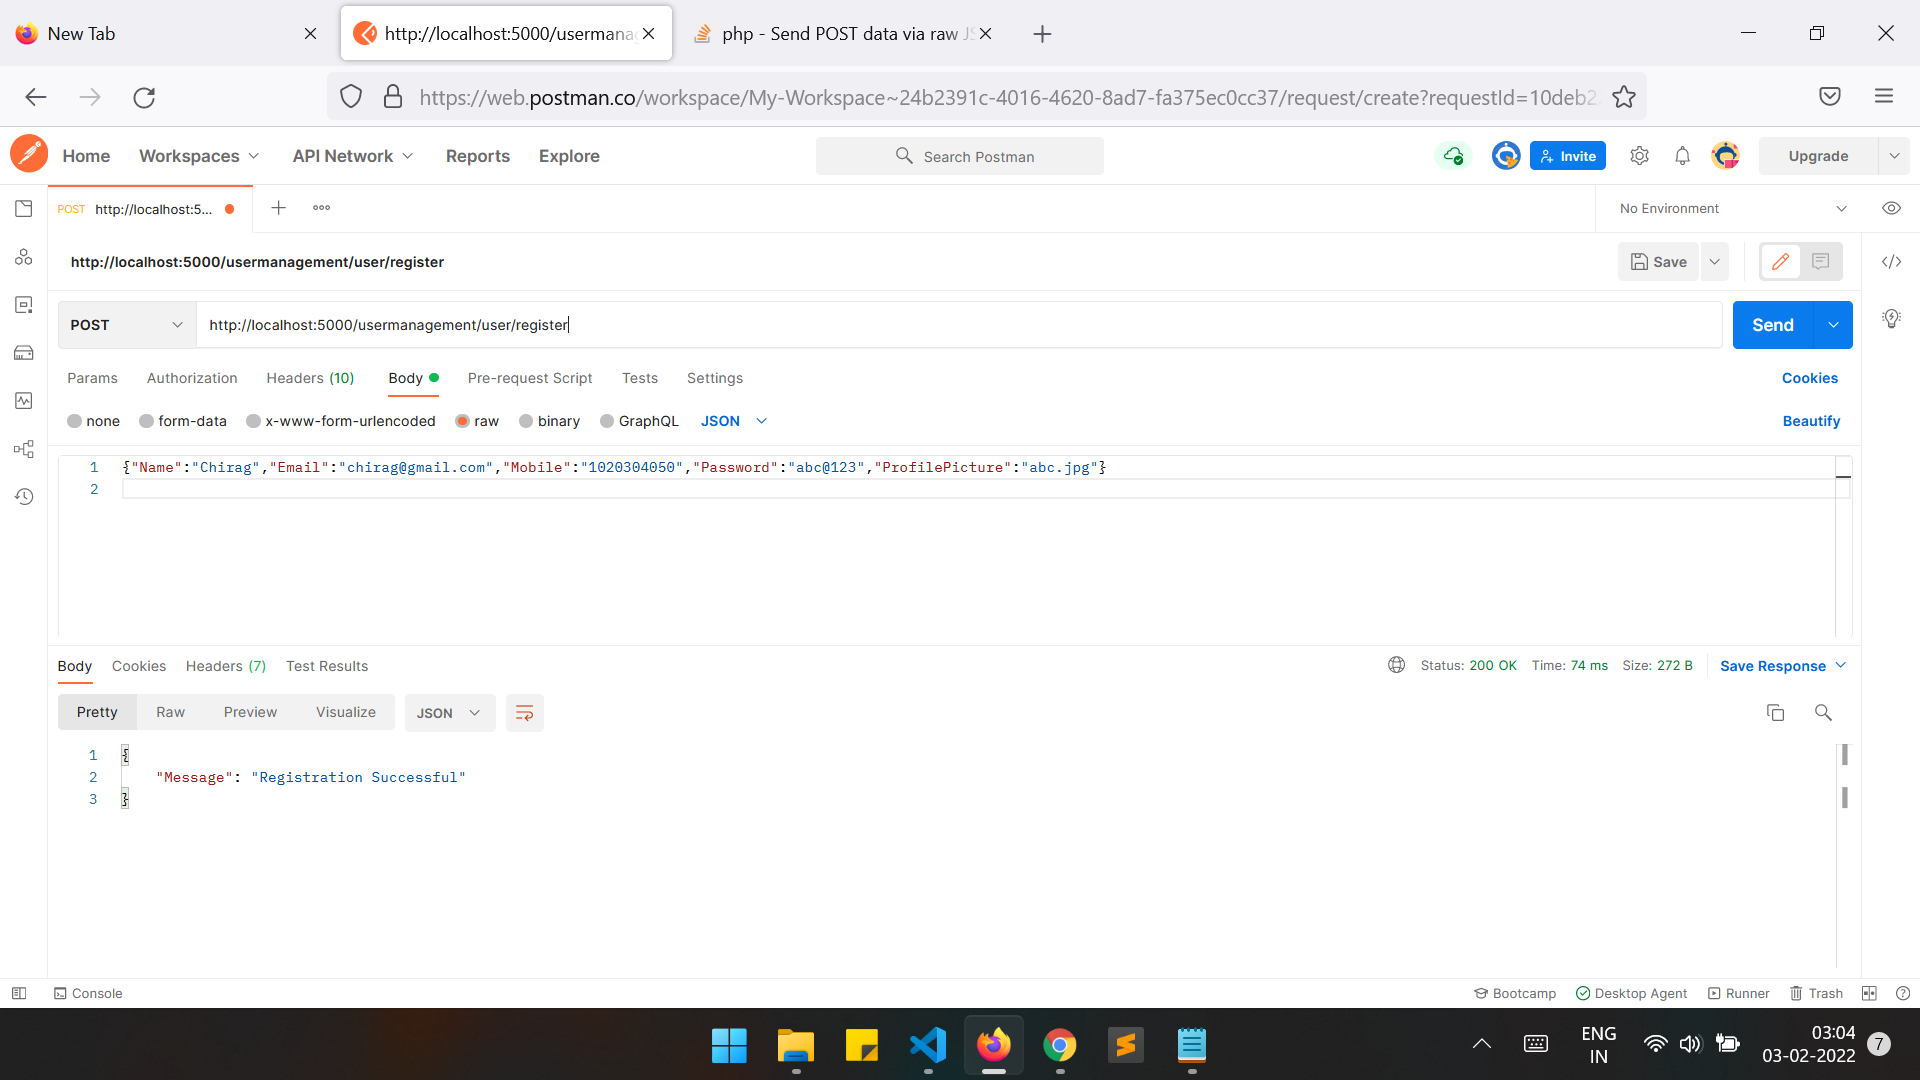 New Tab
http://localhost:5000/usermana
php - Send POST data via raw JS
https://web.postman.co/workspace/My-Workspace~24b2391c-4016-4620-8ad7-fa375ec0cc37/request/create?requestId=10deb2
Home
Workspaces
API Network
Reports
Explore
Search Postman
Invite
Upgrade
POST http://localhost:5...
No Environment
http://localhost:5000/usermanagement/user/register
Save
POST
http://localhost:5000/usermanagement/user/register
Send
Params
Authorization
Headers (10)
Body
Pre-request Script
Tests
Settings
Cookies
none
form-data
x-www-form-urlencoded
raw
binary
GraphQL
JSON
Beautify
1 {"Name":"Chirag","Email":"chirag@gmail.com","Mobile":"1020304050","Password":"abc@123","ProfilePicture":"abc.jpg"}
2
Body
Cookies
Headers (7)
Test Results
Status: 200 OK
Time: 74 ms
Size: 272 B
Save Response
Pretty
Raw
Preview
Visualize
JSON
1 {
2 "Message": "Registration Successful"
3 }
Console
Bootcamp
Desktop Agent
Runner
Trash
ENG
IN
03:04
03-02-2022
7